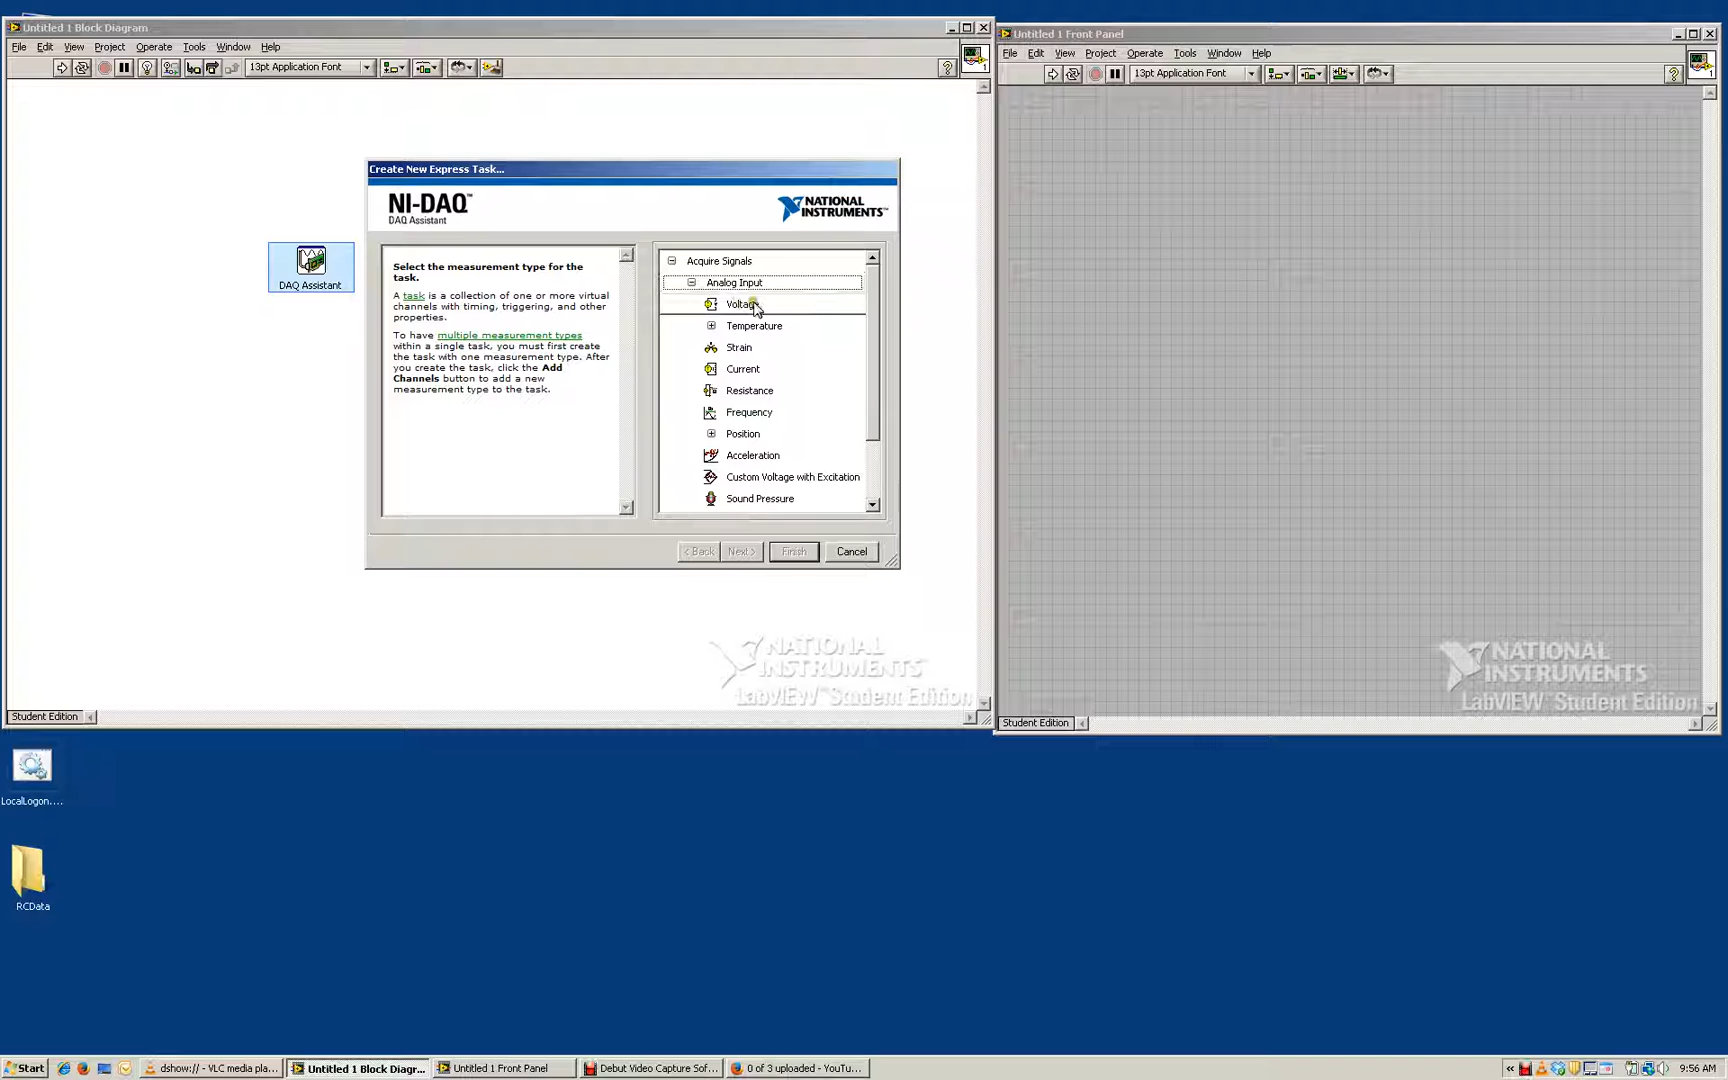 Untitled 1 Block Diagram
File Edit View Project Operate Tools Window Help
13pt Application Font
Untitled 1 Front Panel
File Edit View Project Operate Tools Window Help
13pt Application Font
1
1
Create New Express Task...
NI-DAQ™
DAQ Assistant
NATIONAL
INSTRUMENTS™
DAQ Assistant
Select the measurement type for the
task.
A task is a collection of one or more virtual
channels with timing, triggering, and other
properties.
To have multiple measurement types
within a single task, you must first create
the task with one measurement type. After
you create the task, click the Add
Channels button to add a new
measurement type to the task.
Acquire Signals
Analog Input
Voltage
Temperature
Strain
Current
Resistance
Frequency
Position
Acceleration
Custom Voltage with Excitation
Sound Pressure
< Back Next > Finish Cancel
NATIONAL
INSTRUMENTS™
LabVIEW™ Student Edition
NATIONAL
INSTRUMENTS™
LabVIEW™ Student Edition
Student Edition
Student Edition
LocalLogon....
RCData
Start
dshow:// - VLC media pla...
Untitled 1 Block Diagr...
Untitled 1 Front Panel
Debut Video Capture Sof...
0 of 3 uploaded - YouTu...
9:56 AM